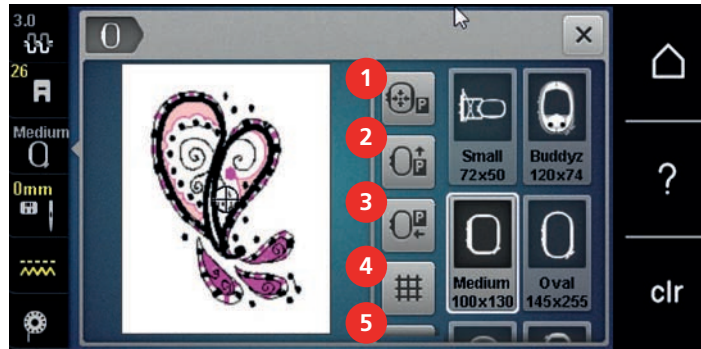 3.0
26
Medium
0mm
1
P
2
P
3
P
4
5
Small
72x50
Buddyz
120x74
Medium
100x130
Oval
145x255
?
clr